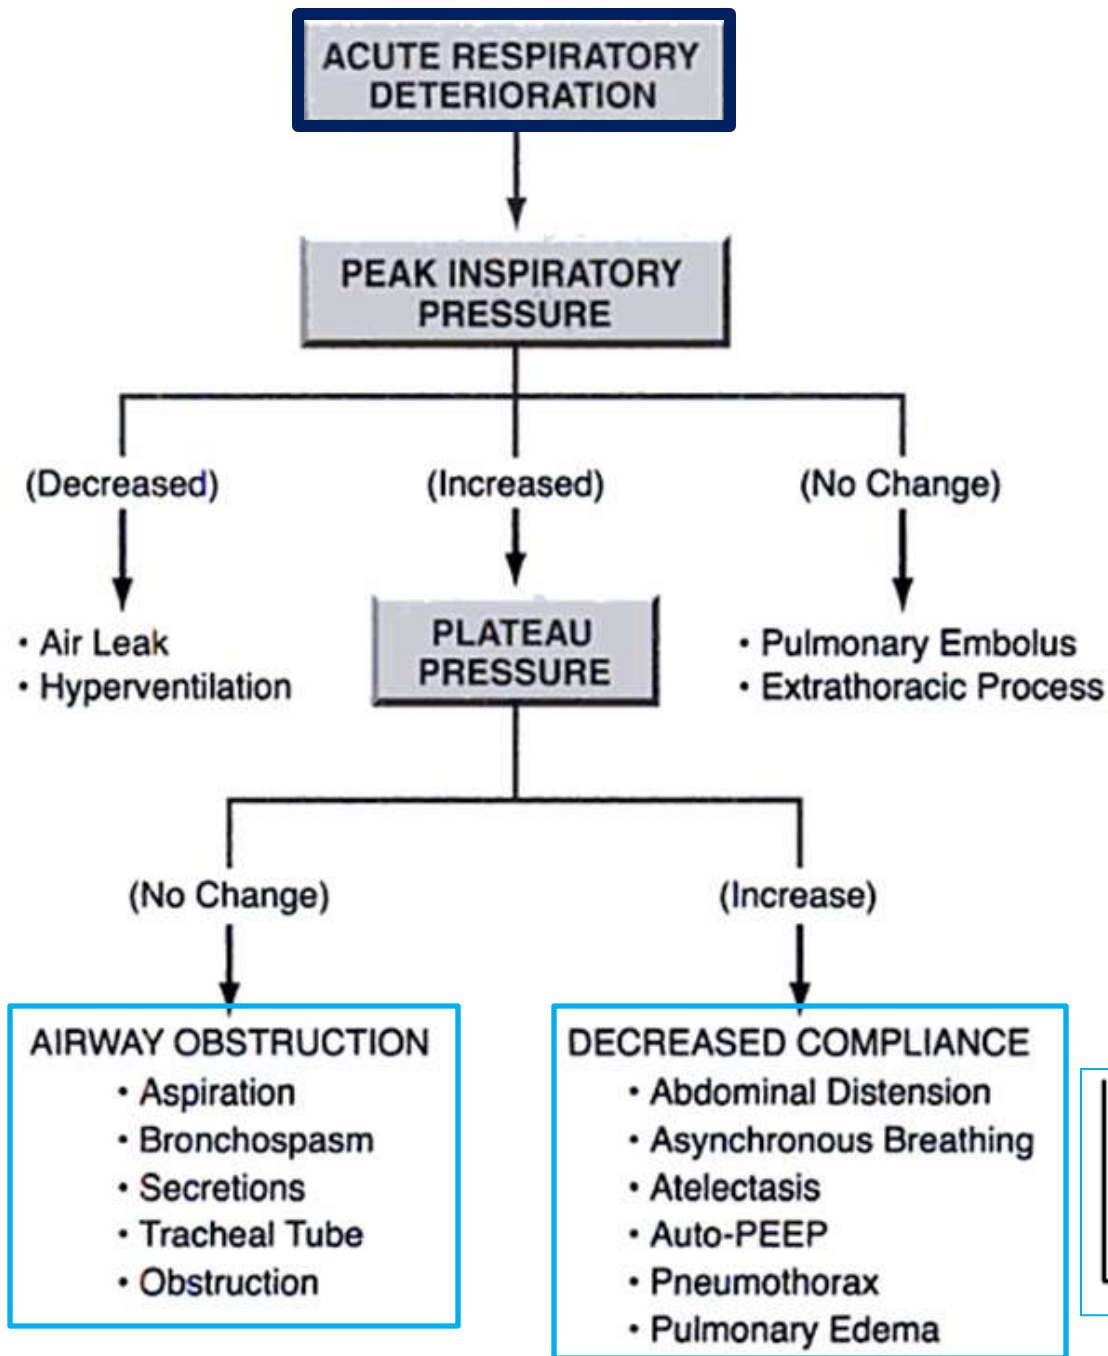 ACUTE RESPIRATORY
DETERIORATION
PEAK INSPIRATORY
PRESSURE
(Decreased)
(Increased)
(No Change)
• Air Leak
• Hyperventilation
PLATEAU
PRESSURE
• Pulmonary Embolus
• Extrathoracic Process
(No Change)
(Increase)
AIRWAY OBSTRUCTION
• Aspiration
• Bronchospasm
• Secretions
• Tracheal Tube
• Obstruction
DECREASED COMPLIANCE
• Abdominal Distension
• Asynchronous Breathing
• Atelectasis
• Auto-PEEP
• Pneumothorax
• Pulmonary Edema